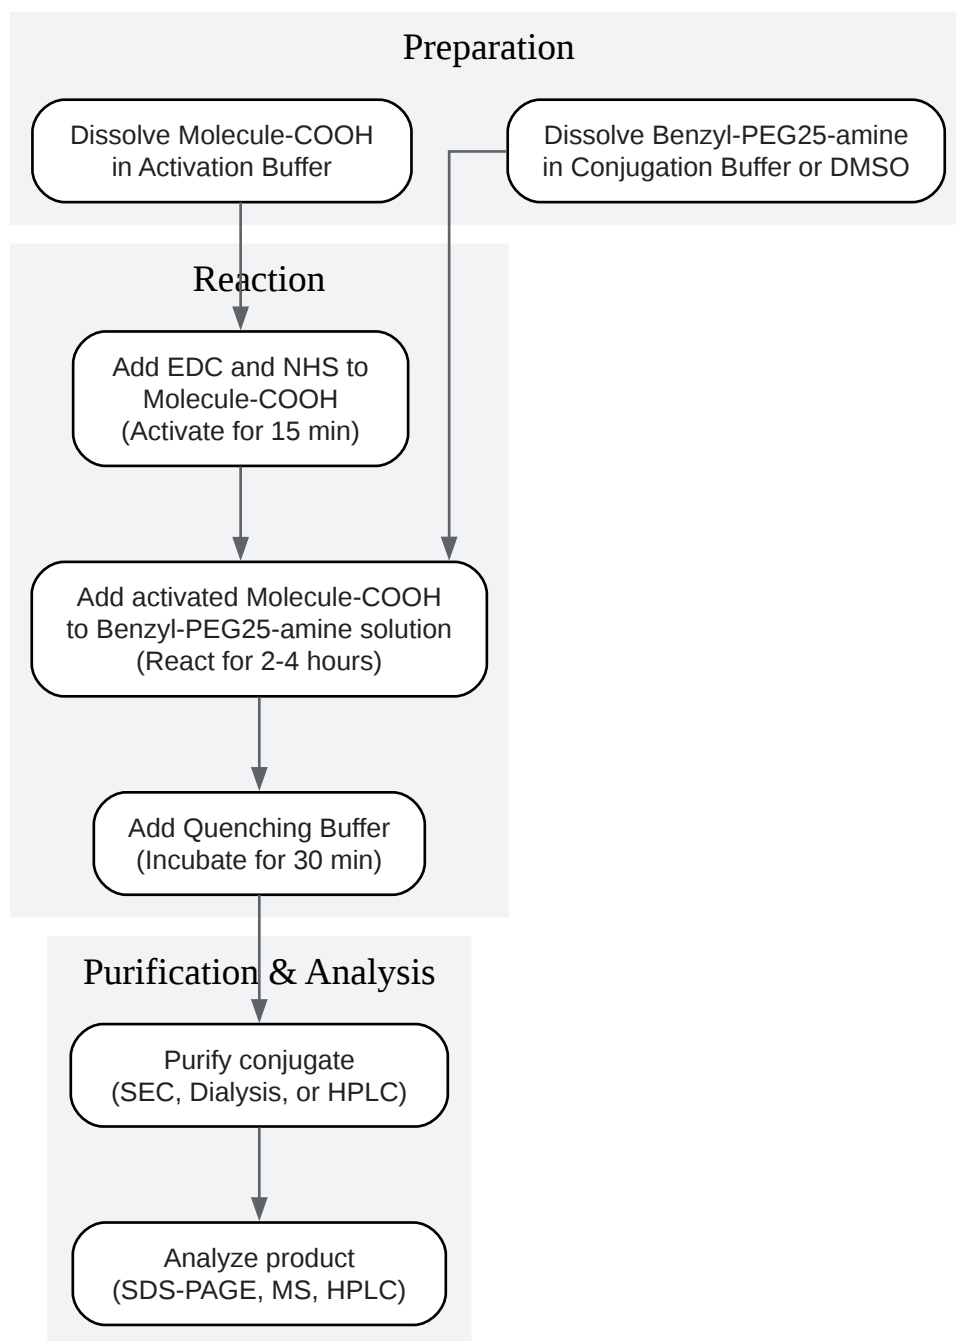 Preparation
Dissolve Molecule-COOH
in Activation Buffer
Dissolve Benzyl-PEG25-amine
in Conjugation Buffer or DMSO
Reaction
Add EDC and NHS to
Molecule-COOH
(Activate for 15 min)
Add activated Molecule-COOH
to Benzyl-PEG25-amine solution
(React for 2-4 hours)
Add Quenching Buffer
(Incubate for 30 min)
Purification & Analysis
Purify conjugate
(SEC, Dialysis, or HPLC)
Analyze product
(SDS-PAGE, MS, HPLC)